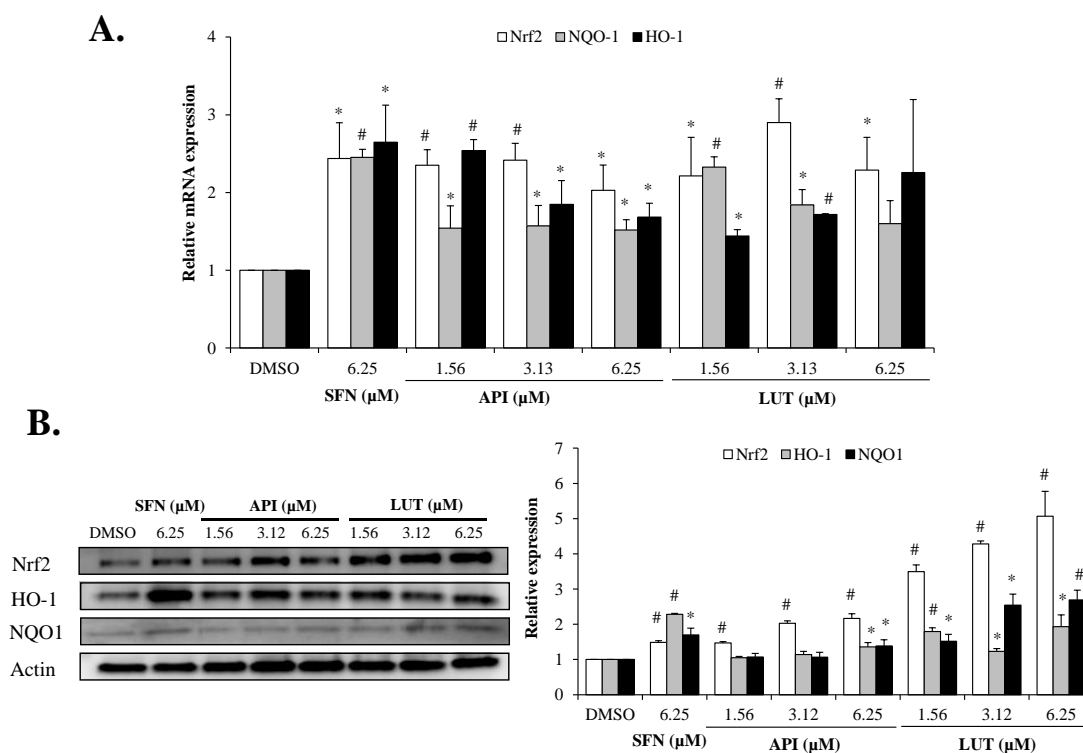 A.
Nrf2 NQO-1 HO-1
Relative mRNA expression
4
3
2
1
0
* # * # * # # * * * * * * # * # * # *
DMSO 6.25 1.56 3.13 6.25 1.56 3.13 6.25
SFN (µM) API (µM) LUT (µM)
B.
SFN (µM) API (µM) LUT (µM)
DMSO 6.25 1.56 3.12 6.25 1.56 3.12 6.25
Nrf2
HO-1
NQO1
Actin
Nrf2 HO-1 NQO1
Relative expression
7
6
5
4
3
2
1
0
# # * # # # * * # # * # * * # * #
DMSO 6.25 1.56 3.12 6.25 1.56 3.12 6.25
SFN (µM) API (µM) LUT (µM)